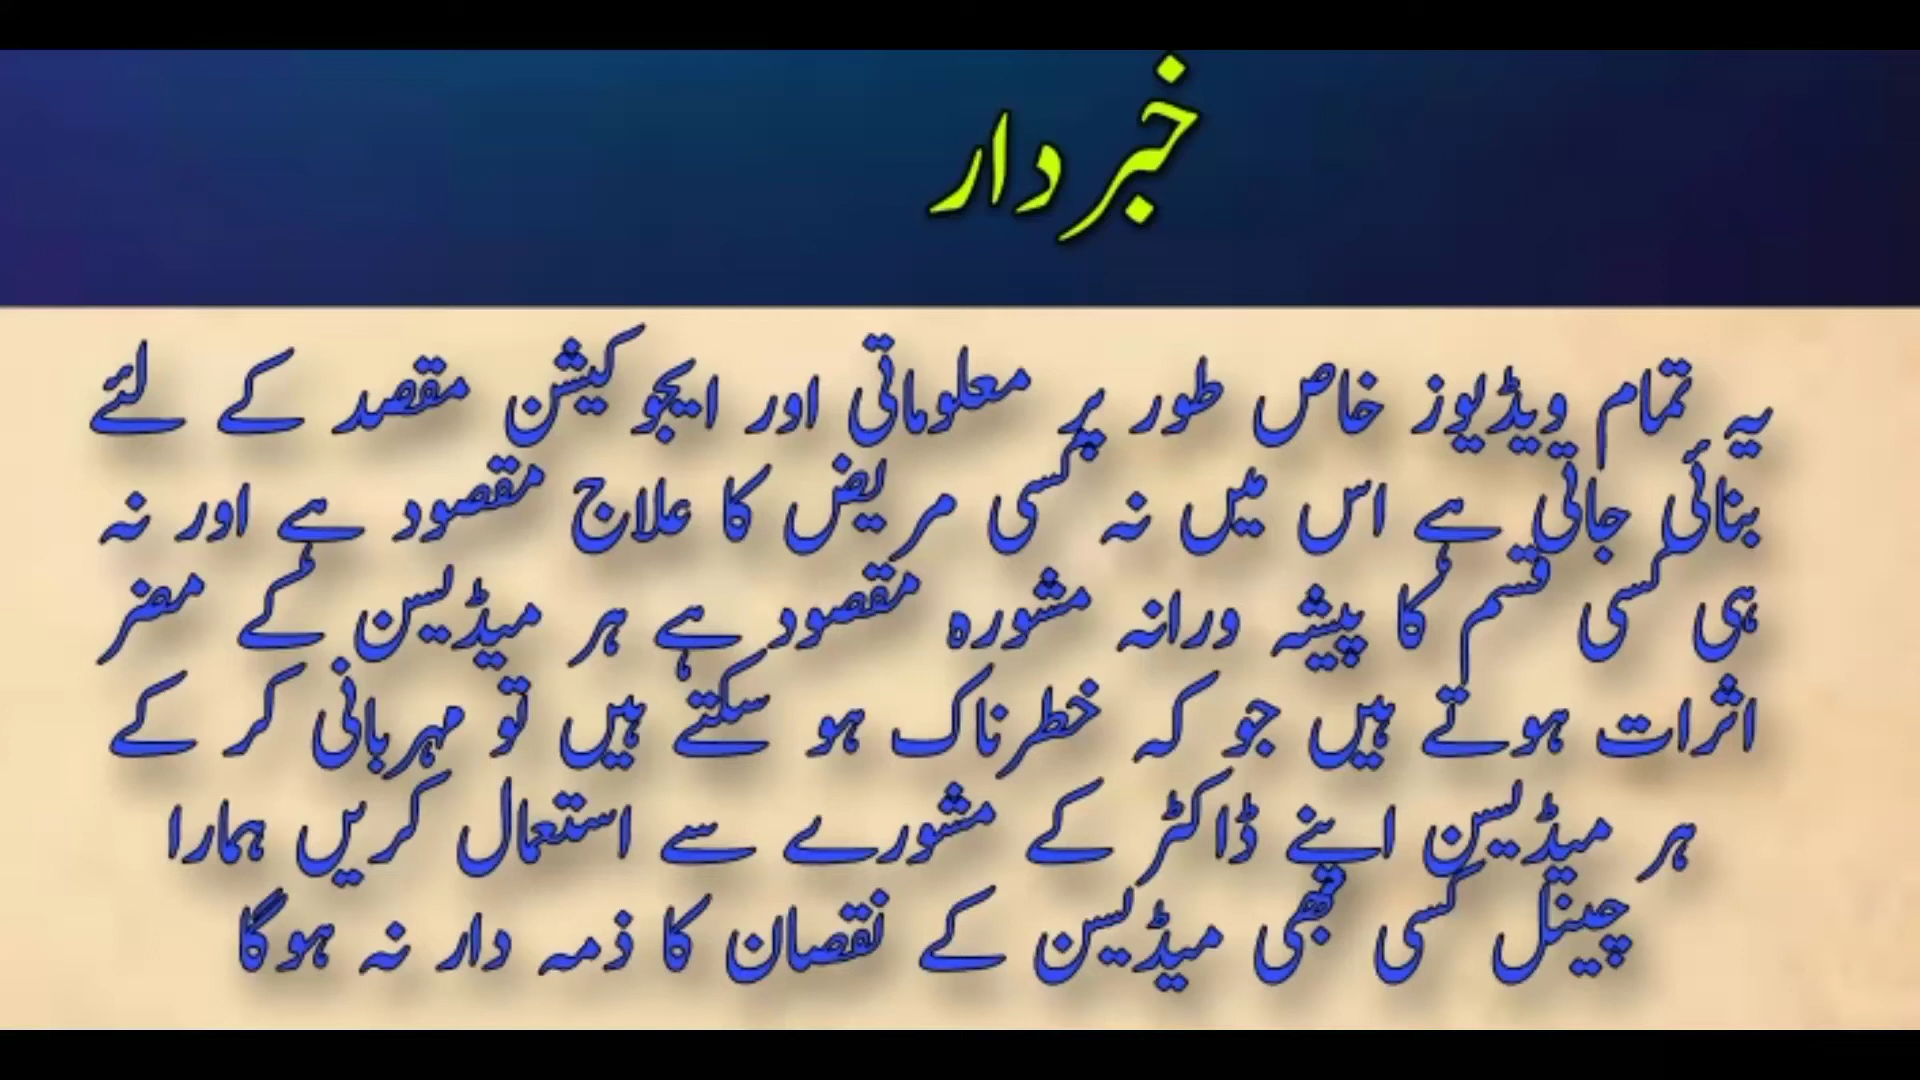 خبردار
یہ تمام ویڈیوز خاص طور پر معلوماتی اور ایجوکیشن مقصد کے لئے
بنائی جاتی ہے اس میں نہ کسی مریض کا علاج مقصود ہے اور نہ
ہی کسی قسم کا پیشہ ورانہ مشورہ مقصود ہے ہر میڈیسن کے مضر
اثرات ہوتے ہیں جو کہ خطرناک ہو سکتے ہیں تو مہربانی کر کے
ہر میڈیسن اپنے ڈاکٹر کے مشورے سے استعمال کریں ہمارا
چینل کسی بھی میڈیسن کے نقصان کا ذمہ دار نہ ہوگا